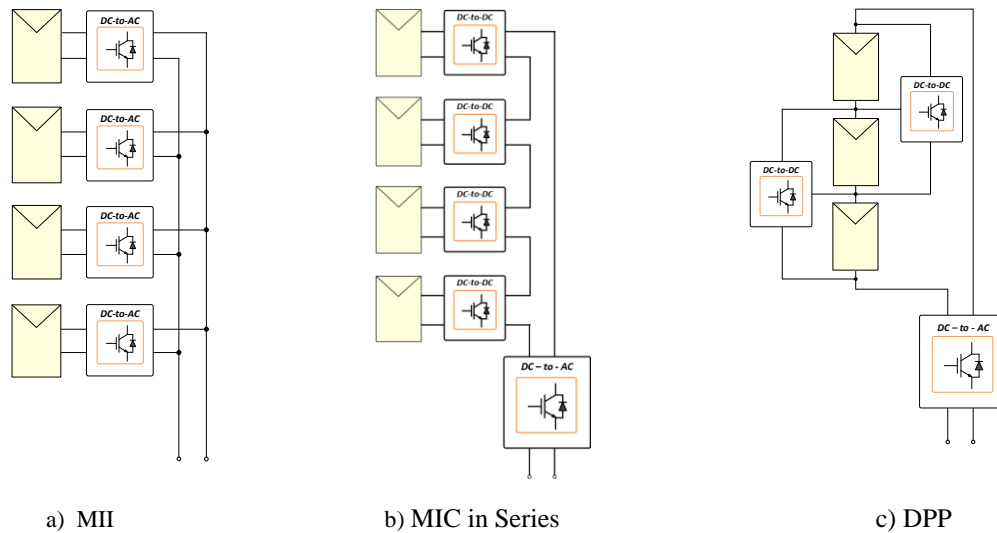 DC-to-AC
DC-to-AC
DC-to-AC
DC-to-AC
a) MII
DC-to-DC
DC-to-DC
DC-to-DC
DC-to-DC
DC – to - AC
b) MIC in Series
DC-to-DC
DC-to-DC
DC – to - AC
c) DPP